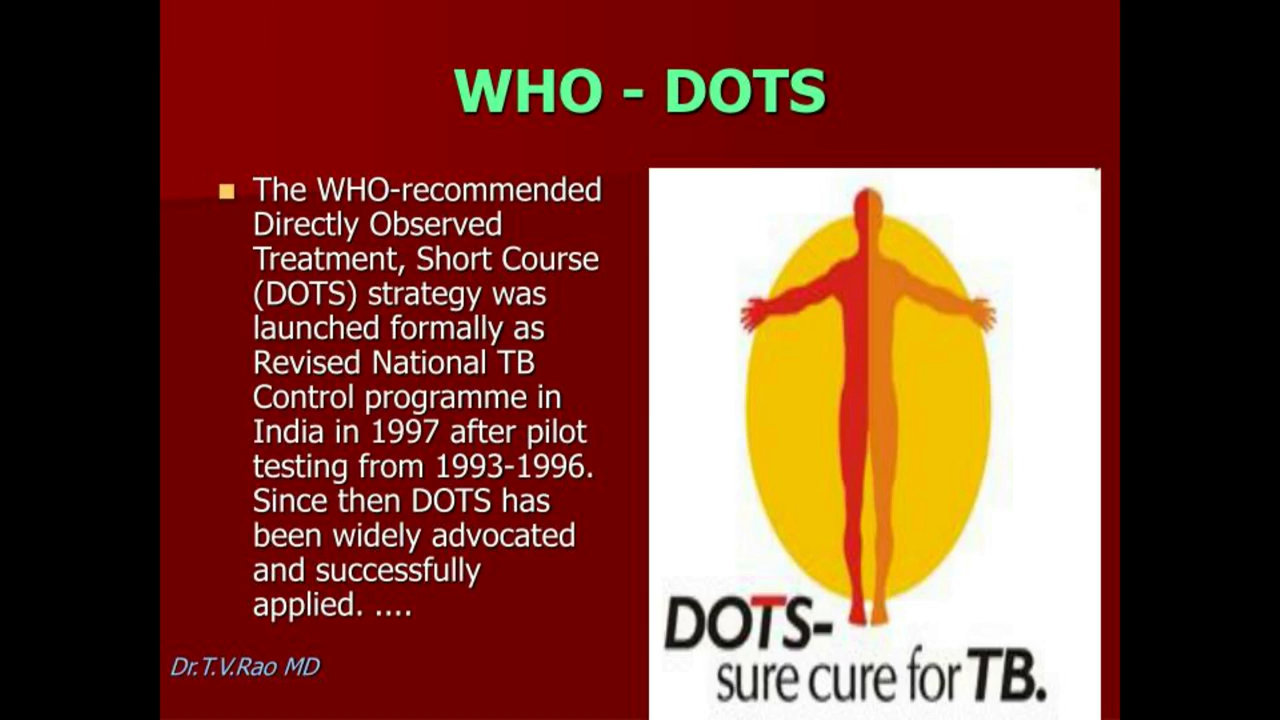 WHO - DOTS
The WHO-recommended
Directly Observed
Treatment, Short Course
(DOTS) strategy was
launched formally as
Revised National TB
Control programme in
India in 1997 after pilot
testing from 1993-1996.
Since then DOTS has
been widely advocated
and successfully
applied. ....
DOTS-
sure cure for TB.
Dr.T.V.Rao MD